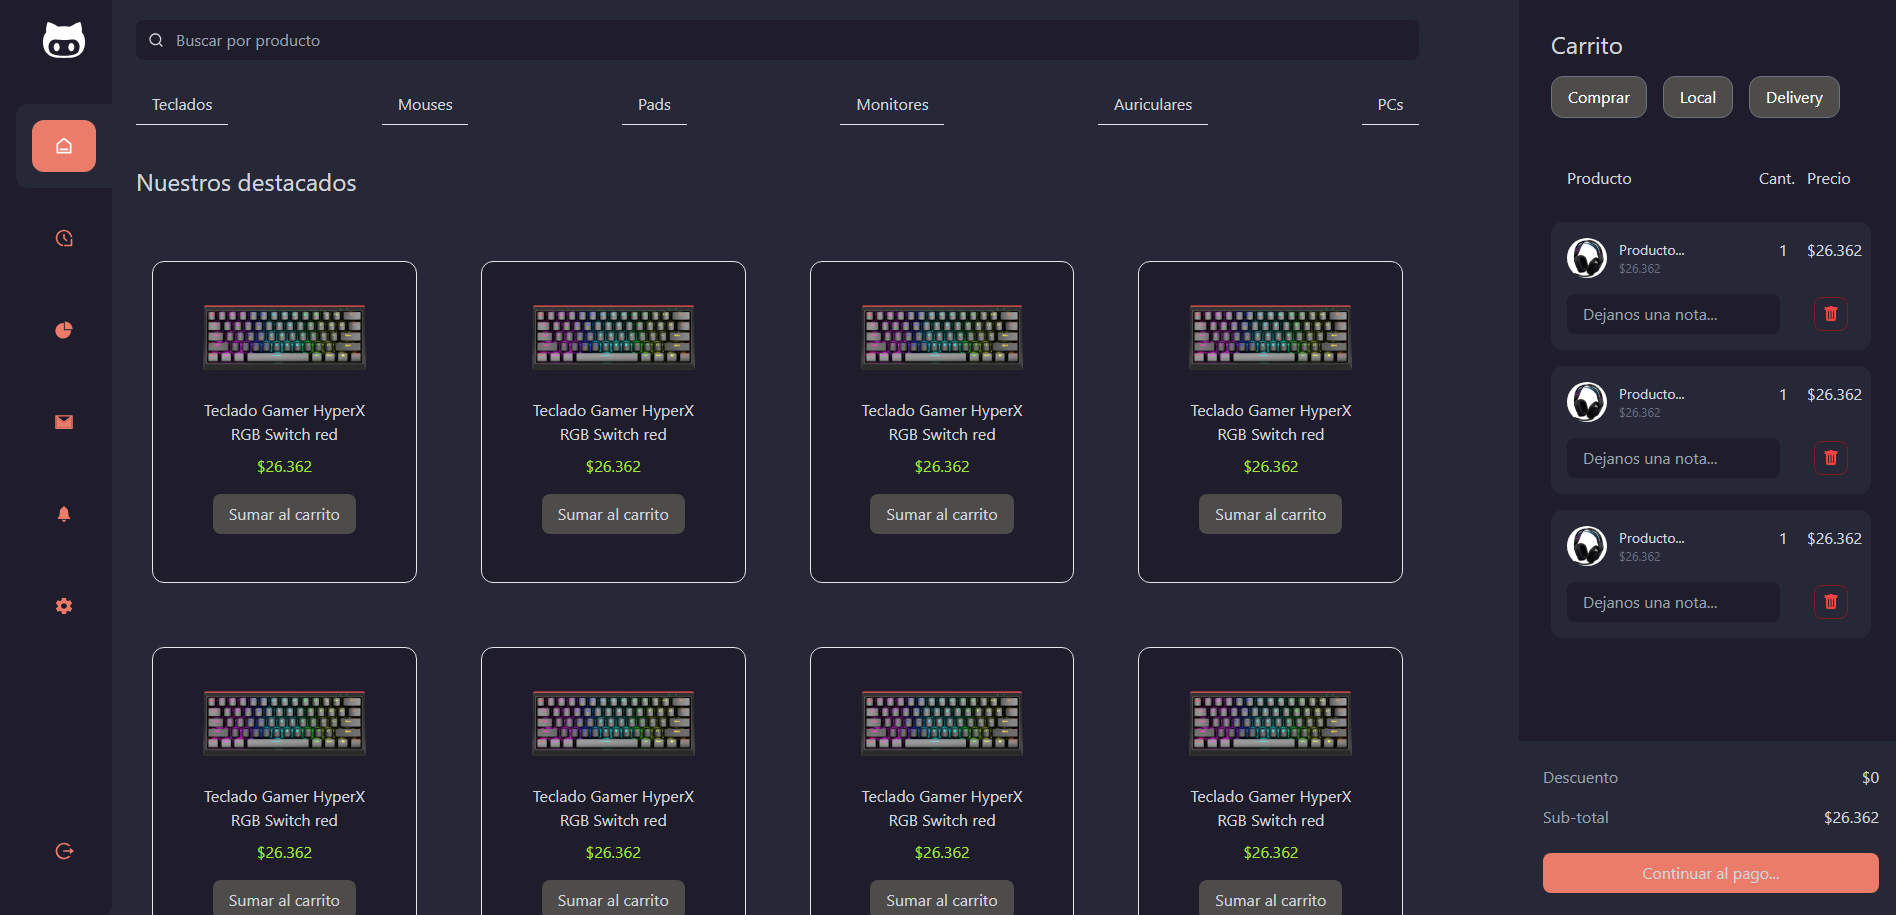 Buscar por producto
Teclados
Mouses
Pads
Monitores
Auriculares
PCs
Nuestros destacados
Teclado Gamer HyperX
RGB Switch red
$26.362
Sumar al carrito
Teclado Gamer HyperX
RGB Switch red
$26.362
Sumar al carrito
Teclado Gamer HyperX
RGB Switch red
$26.362
Sumar al carrito
Teclado Gamer HyperX
RGB Switch red
$26.362
Sumar al carrito
Teclado Gamer HyperX
RGB Switch red
$26.362
Sumar al carrito
Teclado Gamer HyperX
RGB Switch red
$26.362
Sumar al carrito
Teclado Gamer HyperX
RGB Switch red
$26.362
Sumar al carrito
Teclado Gamer HyperX
RGB Switch red
$26.362
Sumar al carrito
Carrito
Comprar
Local
Delivery
Producto Cant. Precio
Producto... 1 $26.362
$26.362
Dejanos una nota...
Producto... 1 $26.362
$26.362
Dejanos una nota...
Producto... 1 $26.362
$26.362
Dejanos una nota...
Descuento $0
Sub-total $26.362
Continuar al pago...